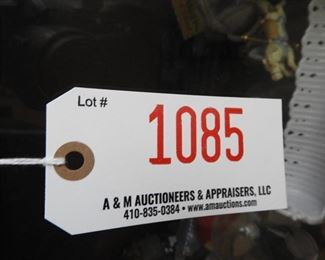 Lot #
1085
A & M AUCTIONEERS & APPRAISERS, LLC
410-835-0384 • www.amauctions.com